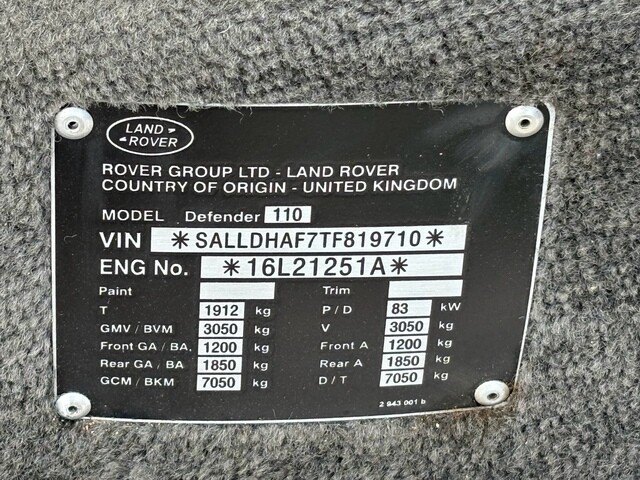 LAND
ROVER
ROVER GROUP LTD - LAND ROVER
COUNTRY OF ORIGIN - UNITED KINGDOM
MODEL Defender 110
VIN *SALLDHAF7TF819710*
ENG No. *16L21251A*
Paint Trim
T 1912 kg P / D 83 kW
GMV / BVM 3050 kg V 3050 kg
Front GA / BA, 1200 kg Front A 1200 kg
Rear GA / BA 1850 kg Rear A 1850 kg
GCM / BKM 7050 kg D / T 7050 kg
2 943 001 b